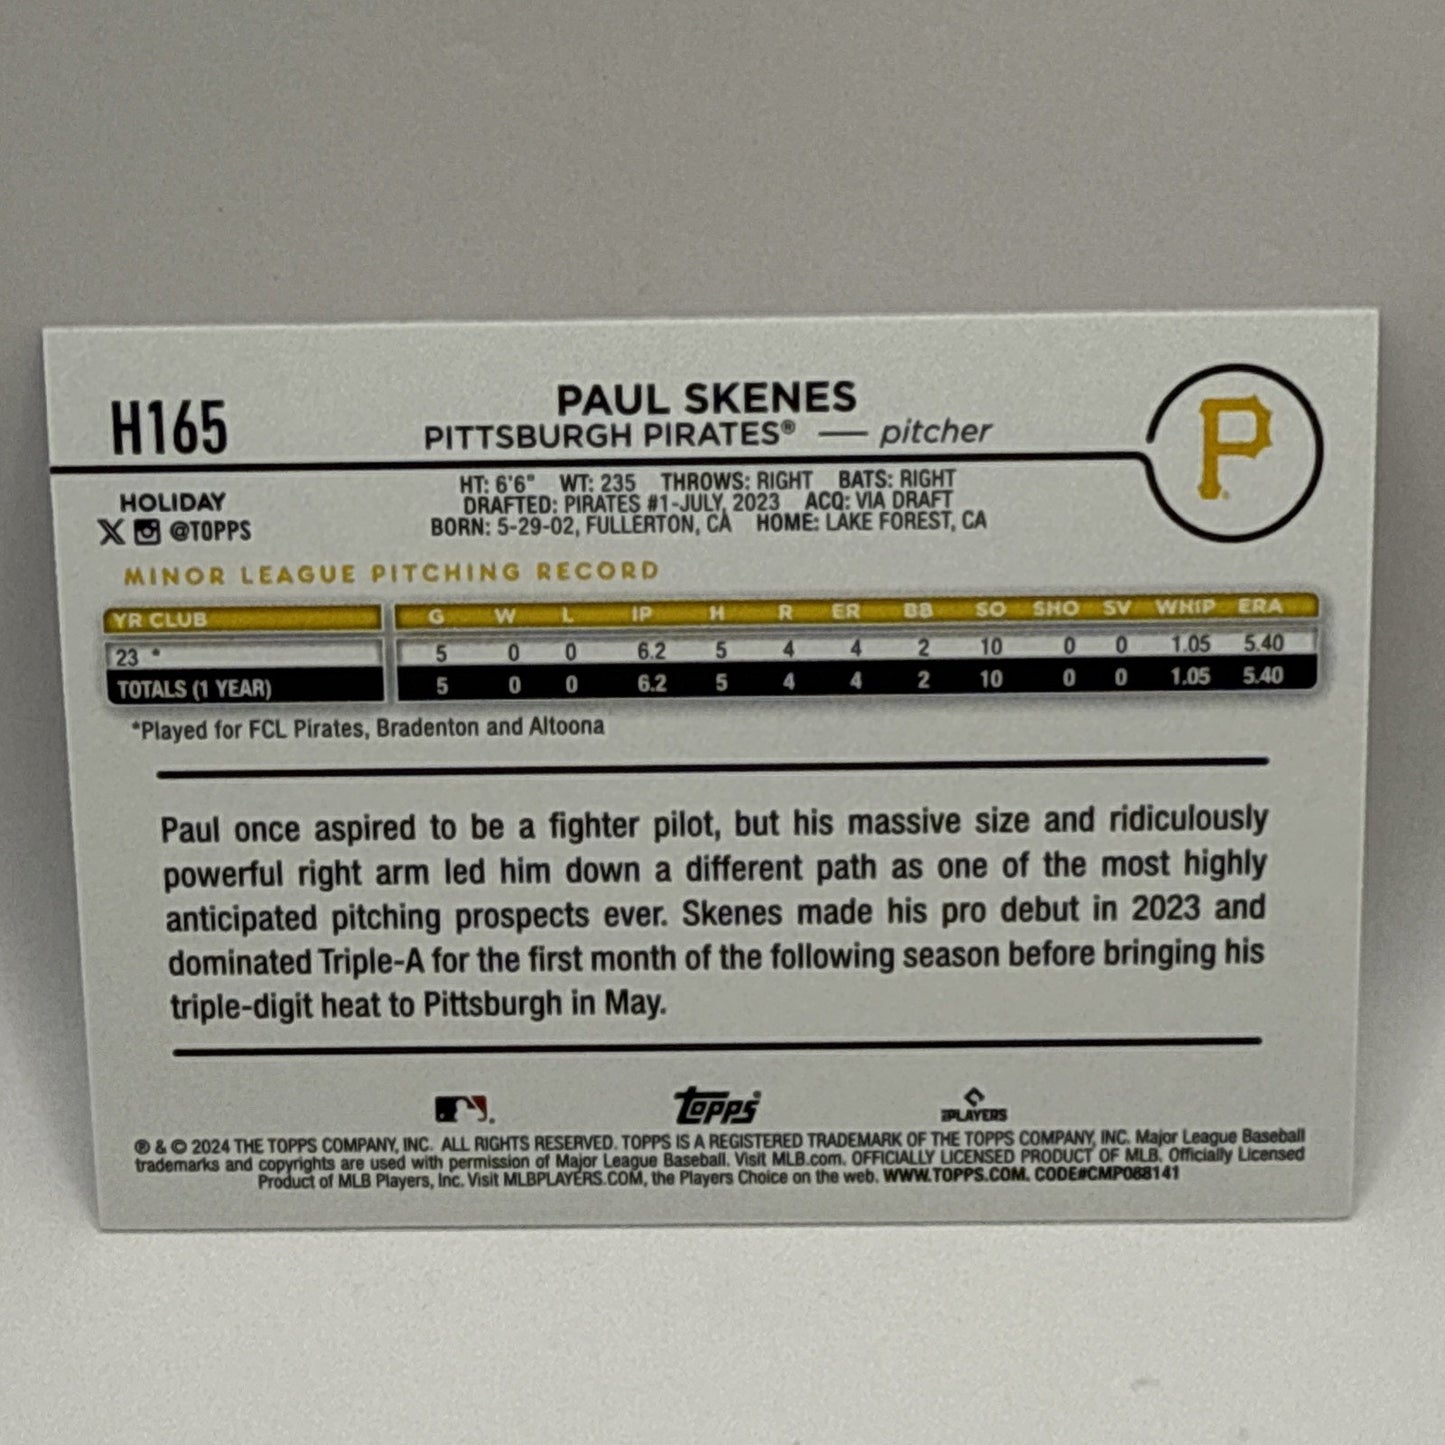 H165
PAUL SKENES
PITTSBURGH PIRATES® — pitcher
P
HOLIDAY
X @TOPPS
HT: 6'6" WT: 235 THROWS: RIGHT BATS: RIGHT
DRAFTED: PIRATES #1-JULY, 2023 ACQ: VIA DRAFT
BORN: 5-29-02, FULLERTON, CA HOME: LAKE FOREST, CA
MINOR LEAGUE PITCHING RECORD
YR CLUB G W L IP H R ER BB SO SHO SV WHIP ERA
23 * 5 0 0 6.2 5 4 4 2 10 0 0 1.05 5.40
TOTALS (1 YEAR) 5 0 0 6.2 5 4 4 2 10 0 0 1.05 5.40
*Played for FCL Pirates, Bradenton and Altoona
Paul once aspired to be a fighter pilot, but his massive size and ridiculously
powerful right arm led him down a different path as one of the most highly
anticipated pitching prospects ever. Skenes made his pro debut in 2023 and
dominated Triple-A for the first month of the following season before bringing his
triple-digit heat to Pittsburgh in May.
topps®
PLAYERS
® & © 2024 THE TOPPS COMPANY, INC. ALL RIGHTS RESERVED. TOPPS IS A REGISTERED TRADEMARK OF THE TOPPS COMPANY, INC. Major League Baseball
trademarks and copyrights are used with permission of Major League Baseball. Visit MLB.com. OFFICIALLY LICENSED PRODUCT OF MLB. Officially Licensed
Product of MLB Players, Inc. Visit MLBPLAYERS.COM, the Players Choice on the web. WWW.TOPPS.COM. CODE#CMP088141